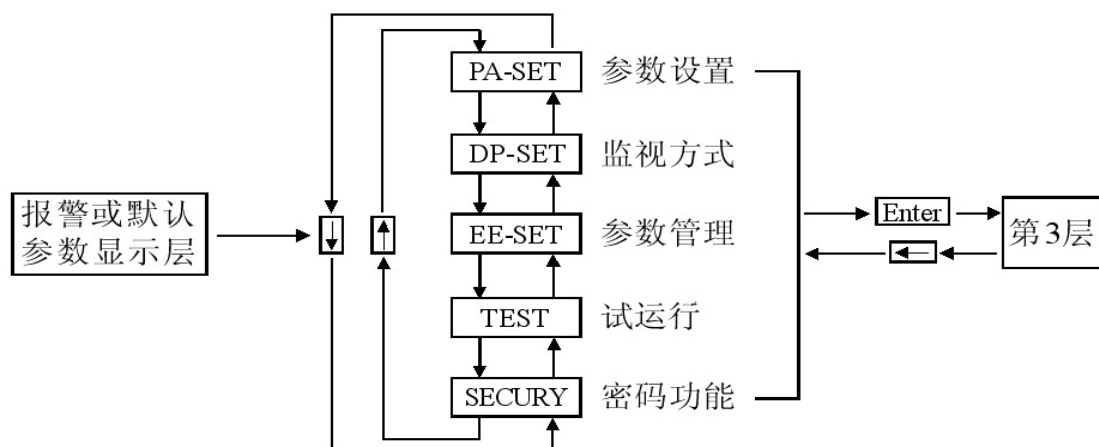 PA-SET 参数设置
DP-SET 监视方式
报警或默认
参数显示层
EE-SET 参数管理
Enter
第3层
TEST 试运行
SECURY 密码功能